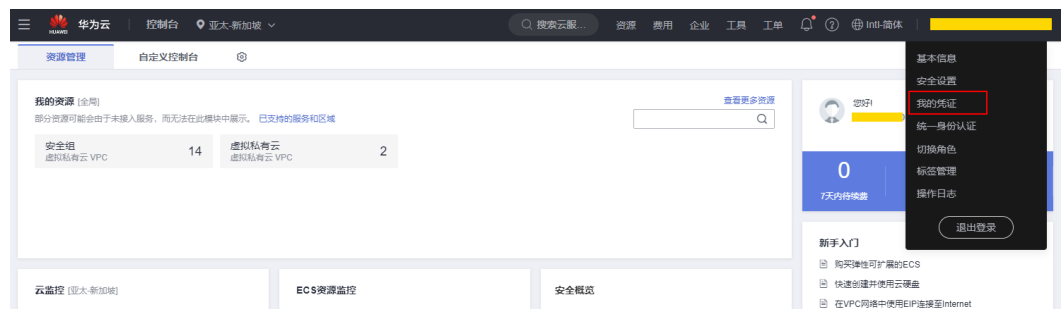 HUAWEI 华为云 控制台 亚太-新加坡 搜索云服... 资源 费用 企业 工具 工单 Intl-简体
资源管理 自定义控制台
基本信息
安全设置
我的凭证
统一身份认证
切换角色
标签管理
操作日志
退出登录
我的资源 [全局] 查看更多资源
部分资源可能会由于未接入服务，而无法在此模块中展示。 已支持的服务和区域
安全组 14
虚拟私有云 VPC
虚拟私有云 2
虚拟私有云 VPC
您好!
0
7天内待续费
新手入门
购买弹性可扩展的ECS
快速创建并使用云硬盘
在VPC网络中使用EIP连接至Internet
云监控 [亚太-新加坡] ECS资源监控 安全概览